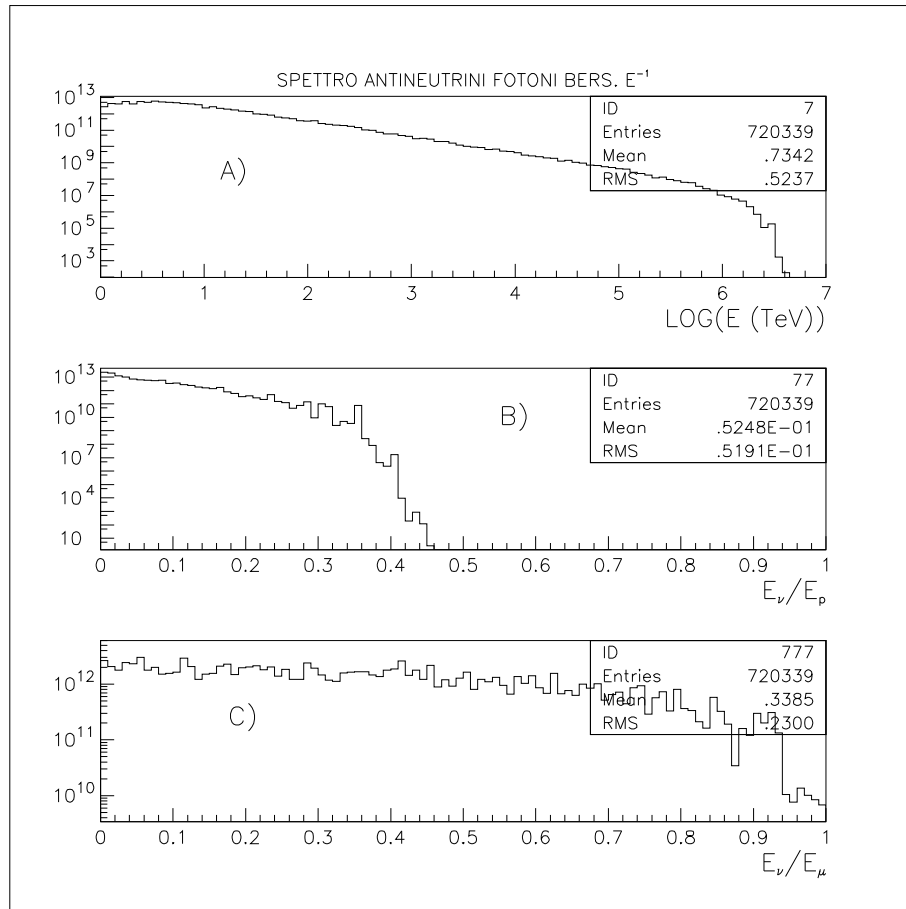 SPETTRO ANTINEUTRINI FOTONI BERS. E⁻¹
10¹³
10¹¹
10⁹
10⁷
10⁵
10³
A)
ID 7
Entries 720339
Mean .7342
RMS .5237
0 1 2 3 4 5 6 7
LOG(E (TeV))
10¹³
10¹⁰
10⁷
10⁴
10
B)
ID 77
Entries 720339
Mean .5248E-01
RMS .5191E-01
0 0.1 0.2 0.3 0.4 0.5 0.6 0.7 0.8 0.9 1
E_ν/E_p
10¹²
10¹¹
10¹⁰
C)
ID 777
Entries 720339
Mean .3385
RMS .2300
0 0.1 0.2 0.3 0.4 0.5 0.6 0.7 0.8 0.9 1
E_ν/E_μ